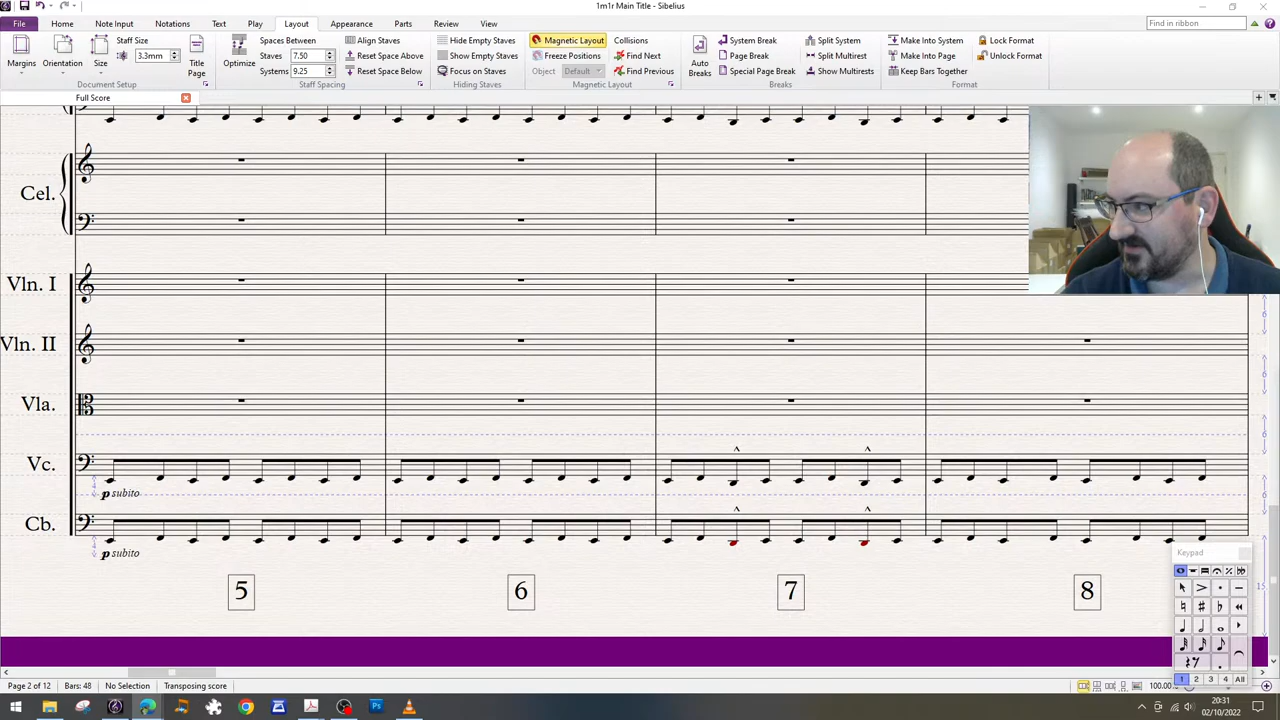 1m1r Main Title - Sibelius
File Home Note Input Notations Text Play Layout Appearance Parts Review View Find in ribbon
Margins
Orientation
Size
Staff Size
3.3mm
Title
Page
Document Setup
Optimize
Spaces Between
Staves 7.50
Systems 9.25
Align Staves
Reset Space Above
Reset Space Below
Staff Spacing
Hide Empty Staves
Show Empty Staves
Focus on Staves
Hiding Staves
Magnetic Layout
Freeze Positions
Object Default
Collisions
Find Next
Find Previous
Magnetic Layout
Auto
Breaks
System Break
Page Break
Special Page Break
Split System
Split Multirest
Show Multirests
Breaks
Make Into System
Make Into Page
Keep Bars Together
Lock Format
Unlock Format
Format
Full Score
Cel.
Vln. I
Vln. II
Vla.
Vc.
p subito
Cb.
p subito
5 6 7 8
Keypad
1 2 3 4 All
Page 2 of 12 Bars: 48 No Selection Transposing score 100.00
20:31
02/10/2022